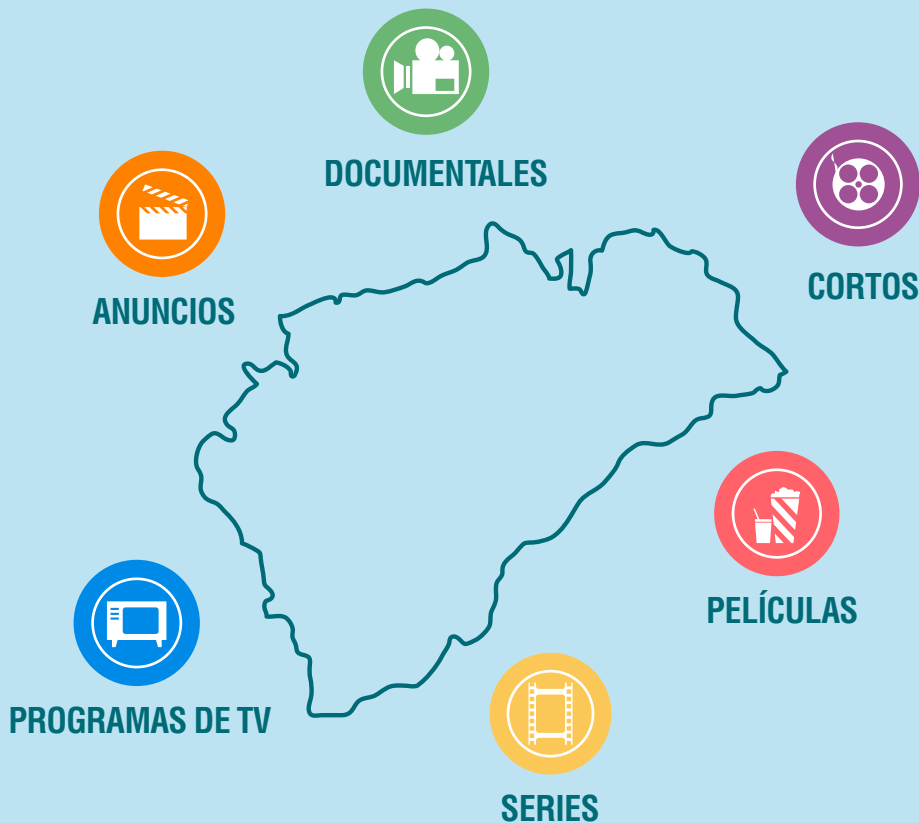 DOCUMENTALES
ANUNCIOS
CORTOS
PELÍCULAS
PROGRAMAS DE TV
SERIES